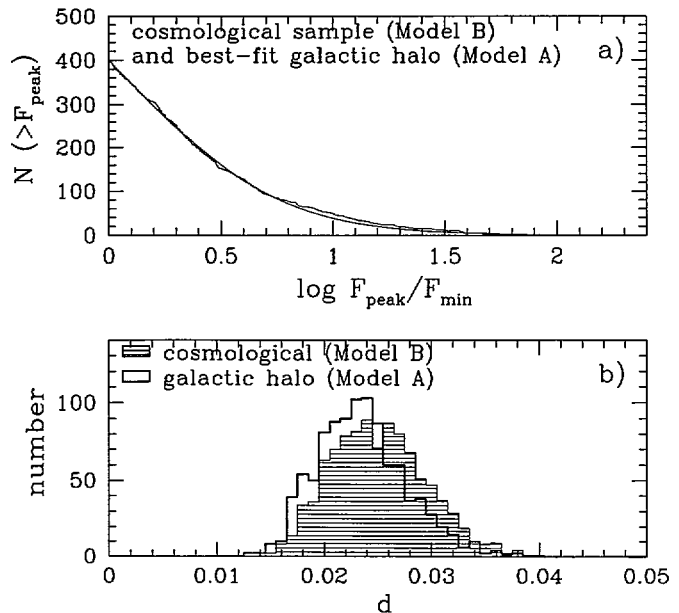 500
400
300
200
100
0
N (>F_peak)
cosmological sample (Model B)
and best-fit galactic halo (Model A)
a)
0 0.5 1 1.5 2
log F_peak/F_min
cosmological (Model B)
galactic halo (Model A)
b)
100
50
0
number
0 0.01 0.02 0.03 0.04 0.05
d